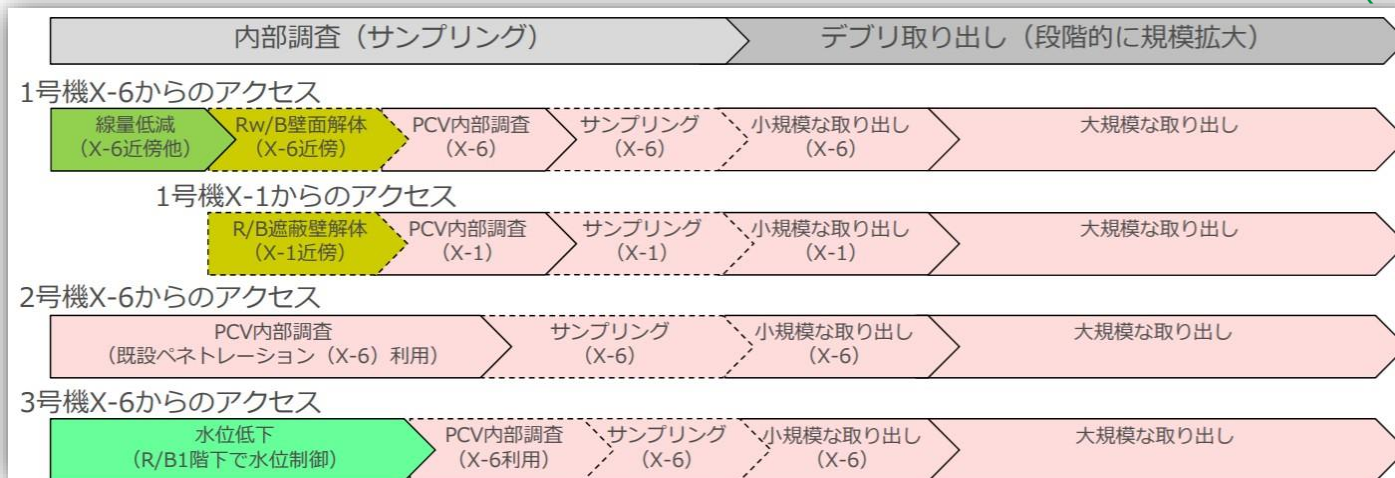 内部調査（サンプリング）
デブリ取り出し（段階的に規模拡大）
1号機X-6からのアクセス
線量低減
（X-6近傍他）
Rw/B壁面解体
（X-6近傍）
PCV内部調査
（X-6）
サンプリング
（X-6）
小規模な取り出し
（X-6）
大規模な取り出し
1号機X-1からのアクセス
R/B遮蔽壁解体
（X-1近傍）
PCV内部調査
（X-1）
サンプリング
（X-1）
小規模な取り出し
（X-1）
大規模な取り出し
2号機X-6からのアクセス
PCV内部調査
（既設ペネトレーション（X-6）利用）
サンプリング
（X-6）
小規模な取り出し
（X-6）
大規模な取り出し
3号機X-6からのアクセス
水位低下
（R/B1階下で水位制御）
PCV内部調査
（X-6利用）
サンプリング
（X-6）
小規模な取り出し
（X-6）
大規模な取り出し